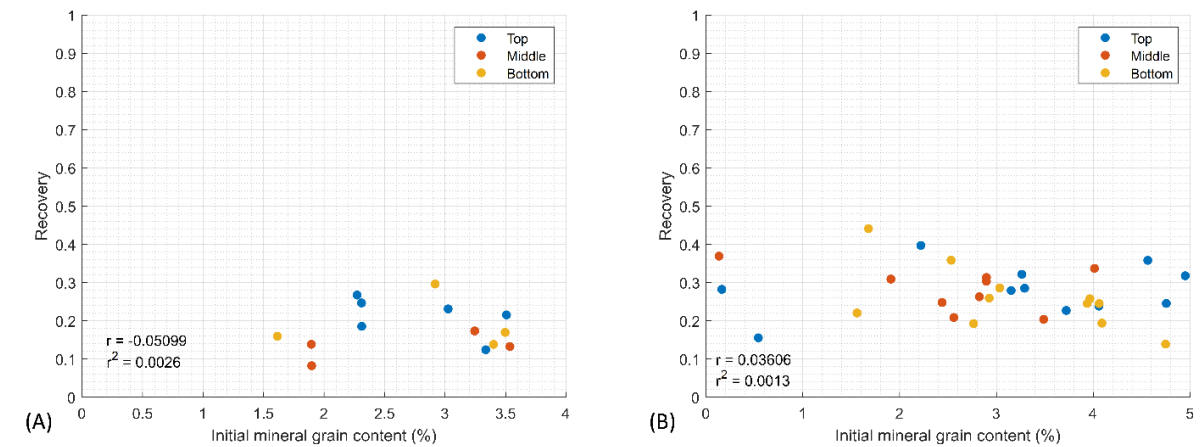 1
0.9
0.8
0.7
0.6
0.5
0.4
0.3
0.2
0.1
0
Recovery
Top
Middle
Bottom
r = -0.05099
r2 = 0.0026
0 0.5 1 1.5 2 2.5 3 3.5 4
Initial mineral grain content (%)
(A)
1
0.9
0.8
0.7
0.6
0.5
0.4
0.3
0.2
0.1
0
Recovery
Top
Middle
Bottom
r = 0.03606
r2 = 0.0013
0 1 2 3 4 5
Initial mineral grain content (%)
(B)